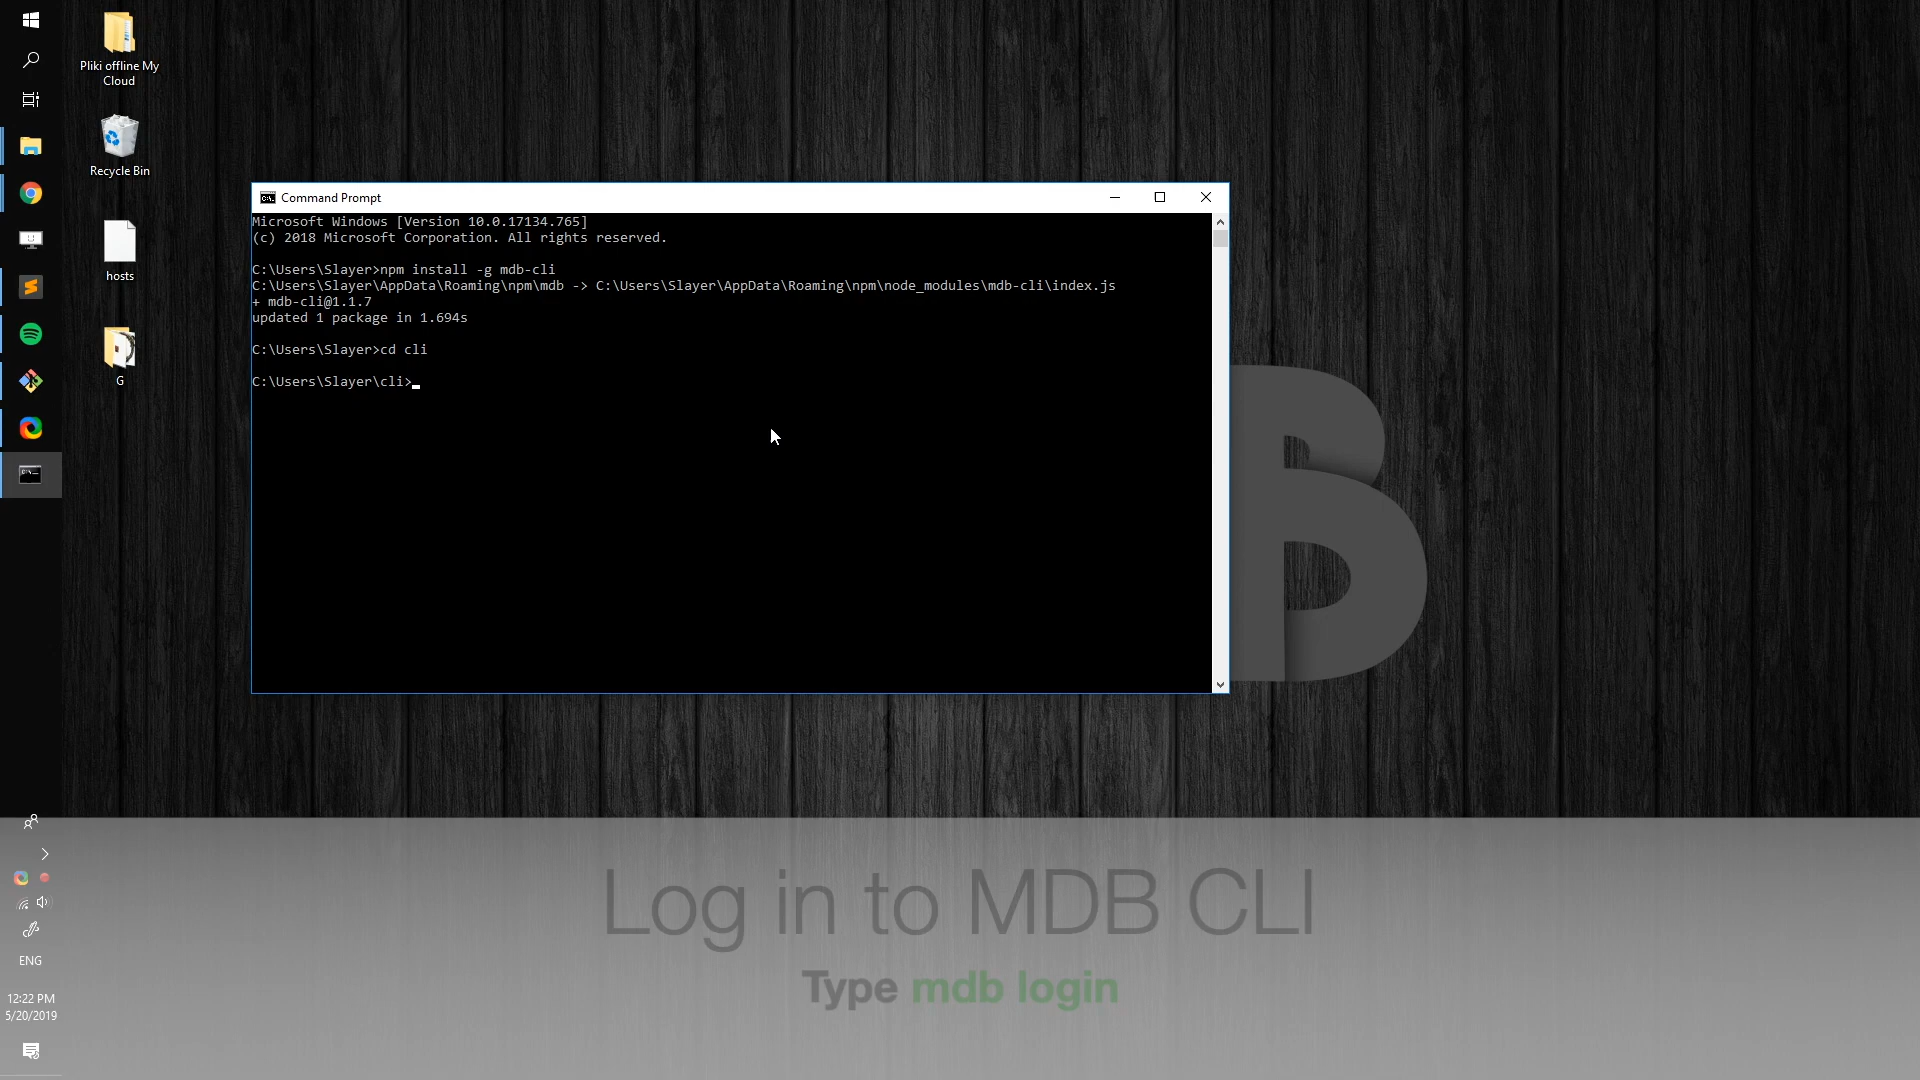 Pliki offline My
Cloud
Recycle Bin
hosts
G
Command Prompt
Microsoft Windows [Version 10.0.17134.765]
(c) 2018 Microsoft Corporation. All rights reserved.
C:\Users\Slayer>npm install -g mdb-cli
C:\Users\Slayer\AppData\Roaming\npm\mdb -> C:\Users\Slayer\AppData\Roaming\npm\node_modules\mdb-cli\index.js
+ mdb-cli@1.1.7
updated 1 package in 1.694s
C:\Users\Slayer>cd cli
C:\Users\Slayer\cli>
B
Log in to MDB CLI
Type mdb login
ENG
12:22 PM
5/20/2019